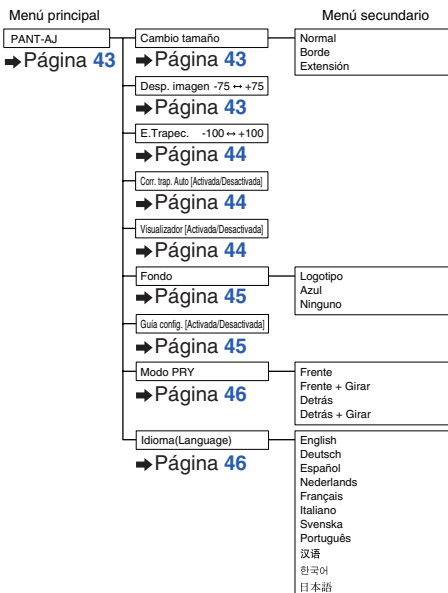 Menú principal
Menú secundario
PANT-AJ
Página 43
Cambio tamaño
Página 43
Normal
Borde
Extensión
Desp. imagen -75 ↔ +75
Página 43
E.Trapec. -100 ↔ +100
Página 44
Corr. trap. Auto [Activada/Desactivada]
Página 44
Visualizador [Activada/Desactivada]
Página 44
Fondo
Página 45
Logotipo
Azul
Ninguno
Guía config. [Activada/Desactivada]
Página 45
Modo PRY
Página 46
Frente
Frente + Girar
Detrás
Detrás + Girar
Idioma(Language)
Página 46
English
Deutsch
Español
Nederlands
Français
Italiano
Svenska
Português
汉语
한국어
日本語